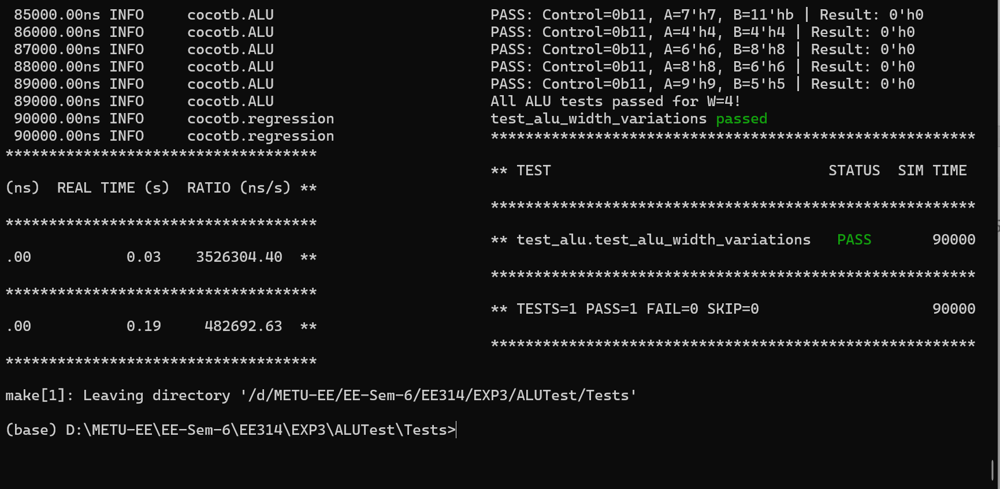 85000.00ns INFO     cocotb.ALU                         PASS: Control=0b11, A=7'h7, B=11'hb | Result: 0'h0
86000.00ns INFO     cocotb.ALU                         PASS: Control=0b11, A=4'h4, B=4'h4 | Result: 0'h0
87000.00ns INFO     cocotb.ALU                         PASS: Control=0b11, A=6'h6, B=8'h8 | Result: 0'h0
88000.00ns INFO     cocotb.ALU                         PASS: Control=0b11, A=8'h8, B=6'h6 | Result: 0'h0
89000.00ns INFO     cocotb.ALU                         PASS: Control=0b11, A=9'h9, B=5'h5 | Result: 0'h0
89000.00ns INFO     cocotb.ALU                         All ALU tests passed for W=4!
90000.00ns INFO     cocotb.regression                  test_alu_width_variations passed
90000.00ns INFO     cocotb.regression                  ********************************************************
************************************
** TEST                                STATUS  SIM TIME
(ns)  REAL TIME (s)  RATIO (ns/s) **
********************************************************
************************************
** test_alu.test_alu_width_variations   PASS       90000
.00           0.03    3526304.40  **
********************************************************
************************************
** TESTS=1 PASS=1 FAIL=0 SKIP=0                    90000
.00           0.19     482692.63  **
********************************************************
************************************
make[1]: Leaving directory '/d/METU-EE/EE-Sem-6/EE314/EXP3/ALUTest/Tests'
(base) D:\METU-EE\EE-Sem-6\EE314\EXP3\ALUTest\Tests>